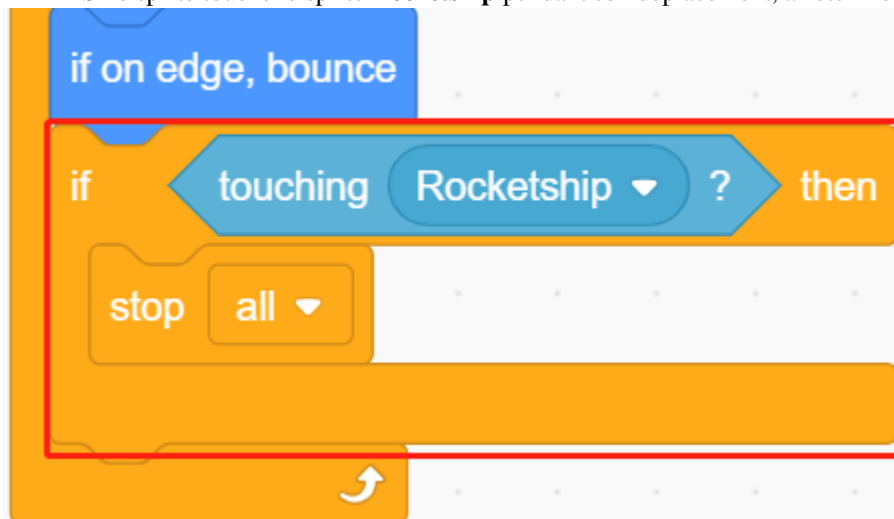 if on edge, bounce
if touching Rocketship ? then
stop all